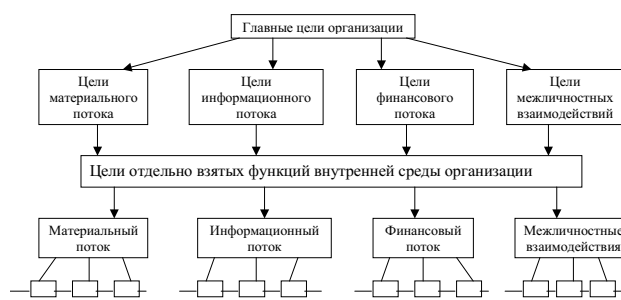 Главные цели организации
Цели
материального
потока
Цели
информационного
потока
Цели
финансового
потока
Цели
межличностных
взаимодействий
Цели отдельно взятых функций внутренней среды организации
Материальный
поток
Информационный
поток
Финансовый
поток
Межличностные
взаимодействия